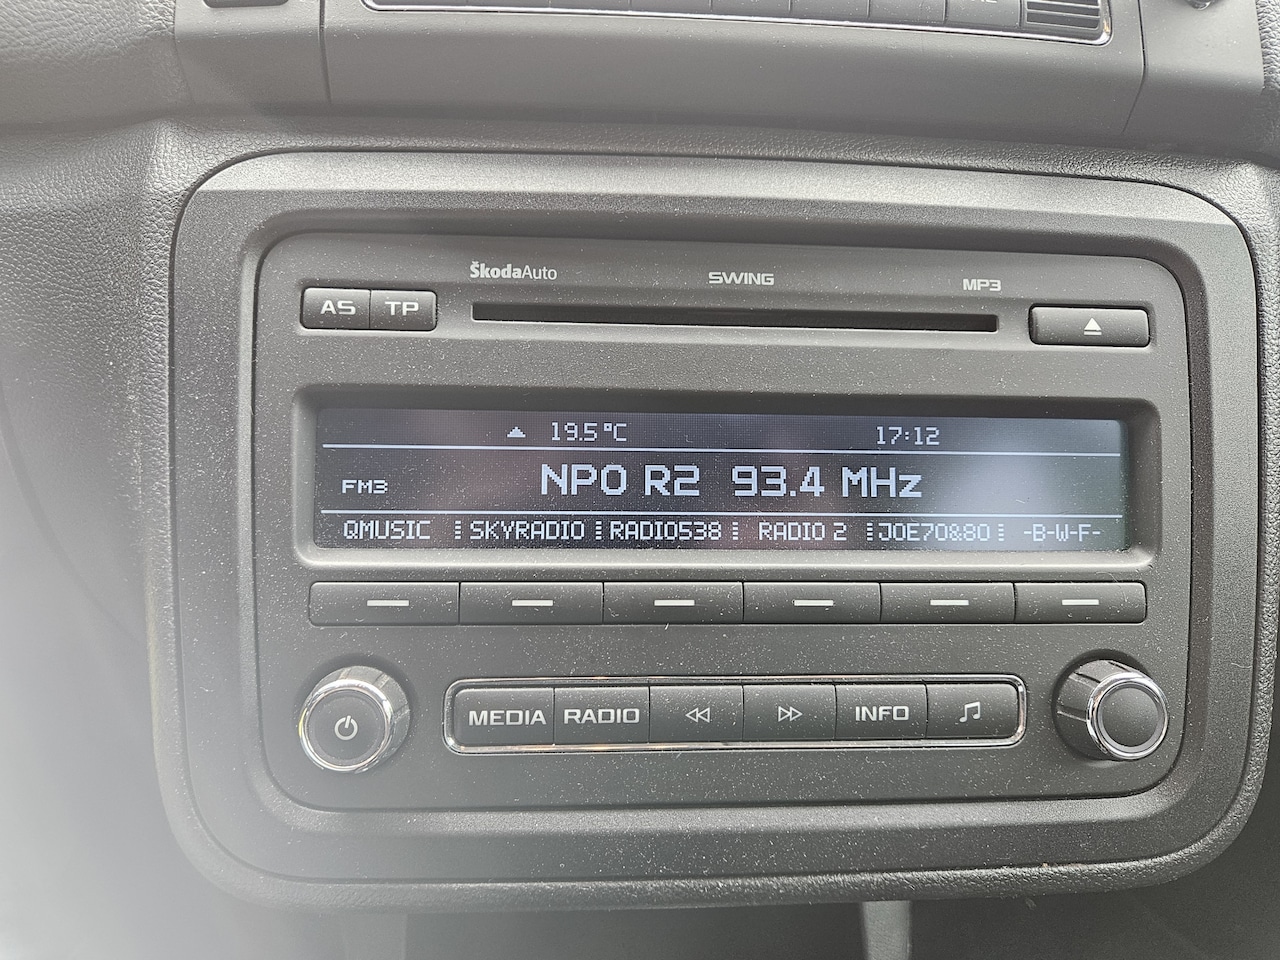 ŠkodaAuto SWING MP3
AS TP
19.5°C 17:12
FM3 NPO R2 93.4 MHz
QMUSIC SKYRADIO RADIO538 RADIO 2 JOE70&80 -B-W-F-
MEDIA RADIO INFO